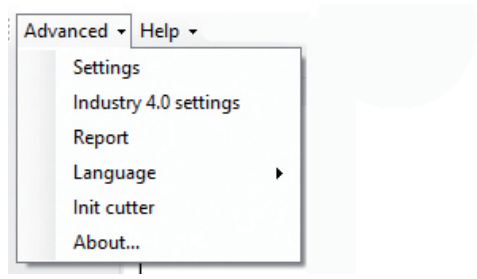 Advanced Help
Settings
Industry 4.0 settings
Report
Language
Init cutter
About...